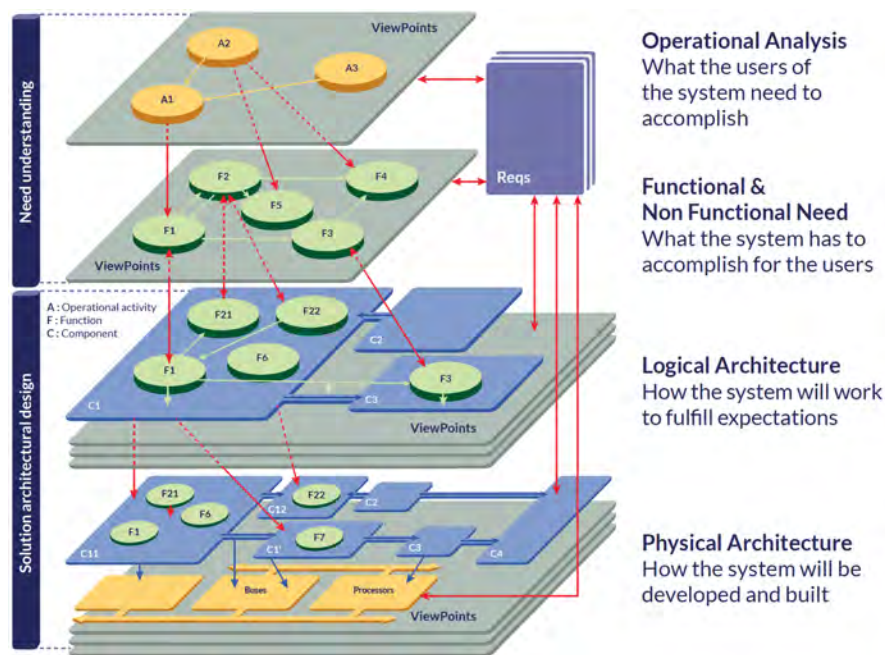 Need understanding
ViewPoints
A2
A3
A1
Reqs
Operational Analysis
What the users of
the system need to
accomplish
F2
F4
F5
F1
F3
ViewPoints
Functional &
Non Functional Need
What the system has to
accomplish for the users
Solution architectural design
A : Operational activity
F : Function
C : Component
F21
F22
C2
F6
F1
F3
C1
C3
ViewPoints
Logical Architecture
How the system will work
to fulfill expectations
F21
F22
C2
F6
C12
F1
F7
C11
C1'
C3
C4
Buses
Processors
ViewPoints
Physical Architecture
How the system will be
developed and built